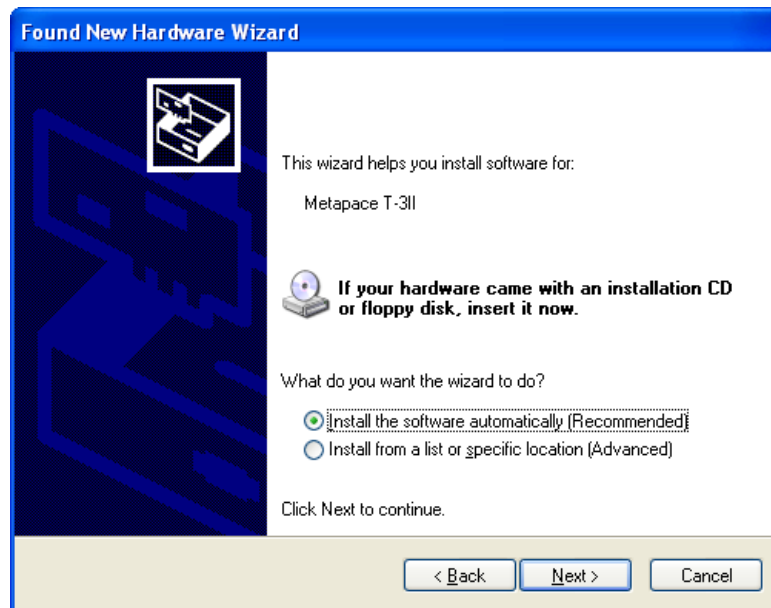 Found New Hardware Wizard
This wizard helps you install software for:
Metapace T-3II
If your hardware came with an installation CD
or floppy disk, insert it now.
What do you want the wizard to do?
Install the software automatically (Recommended)
Install from a list or specific location (Advanced)
Click Next to continue.
< Back
Next >
Cancel